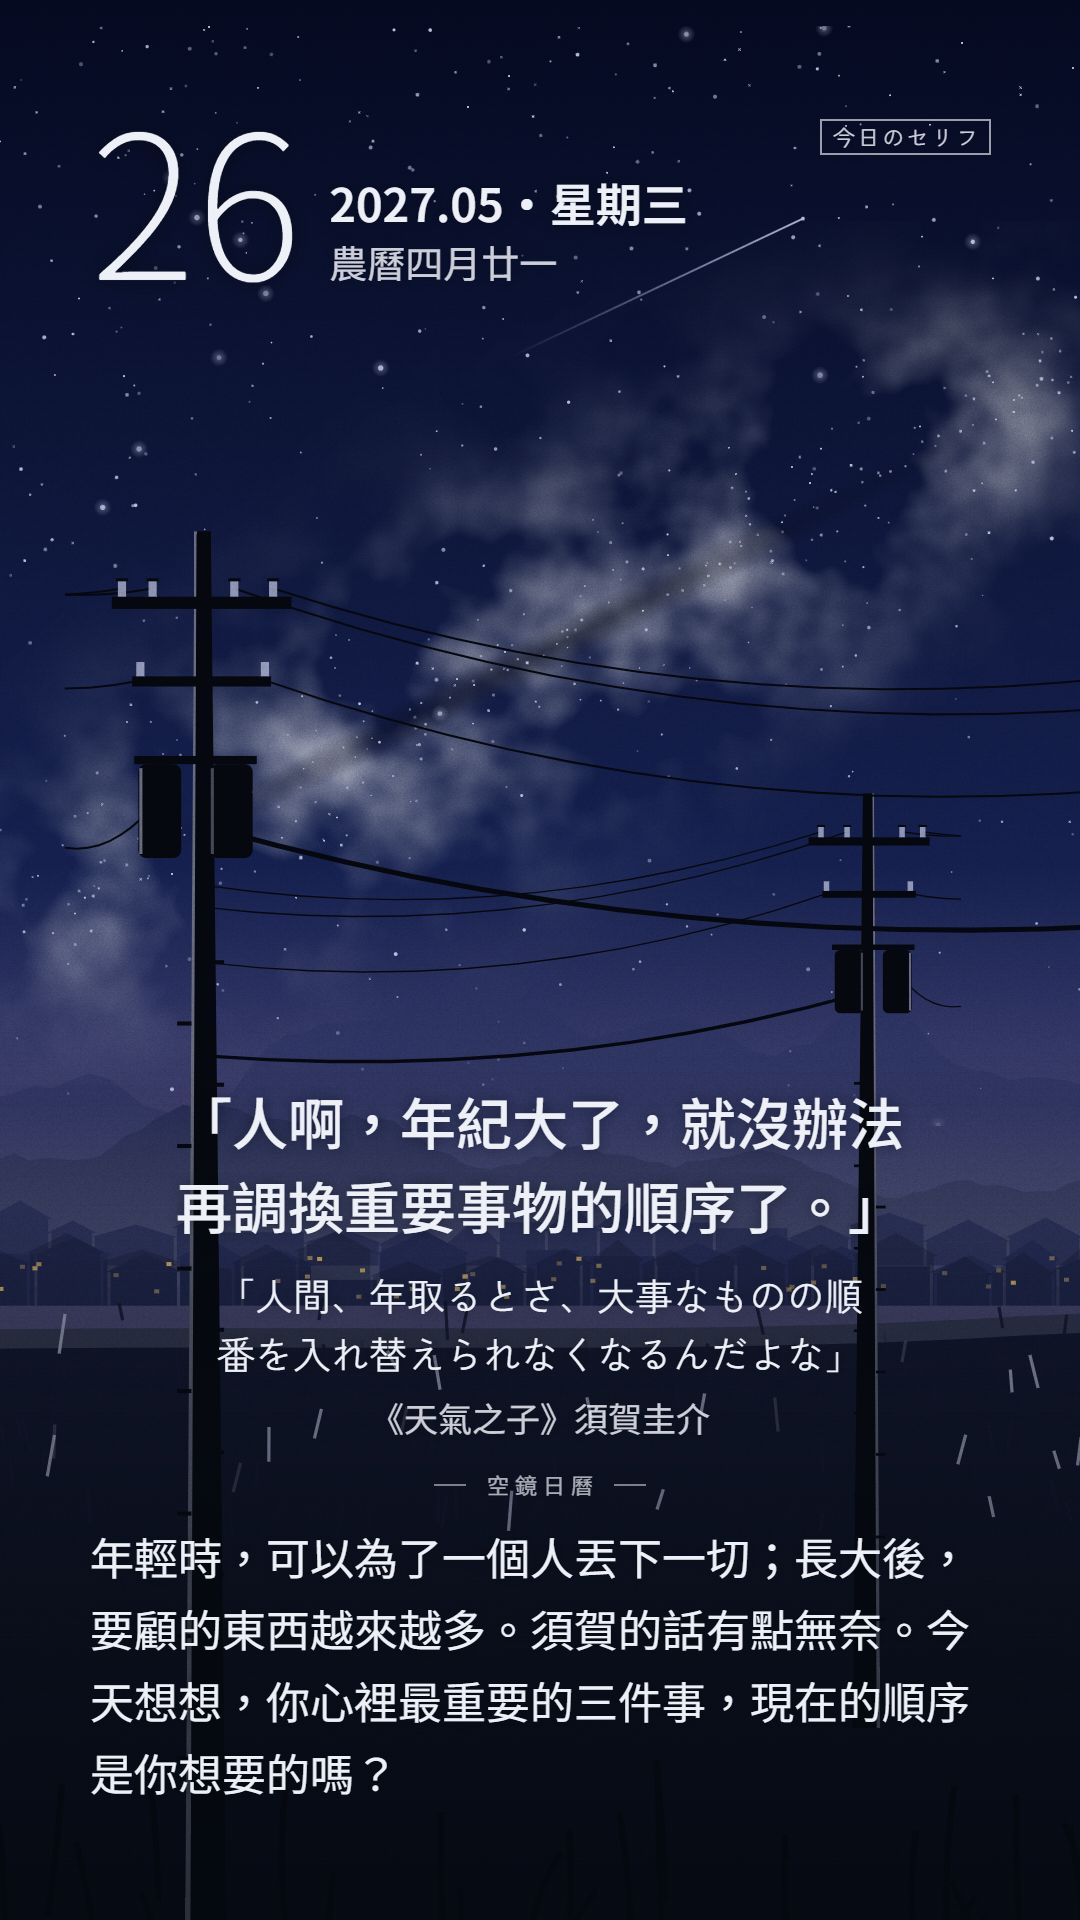 今日のセリフ
26
2027.05・星期三
農曆四月廿一
「人啊，年紀大了，就沒辦法
再調換重要事物的順序了。」
「人間、年取るとさ、大事なものの順
番を入れ替えられなくなるんだよな」
《天氣之子》須賀圭介
— 空鏡日曆 —
年輕時，可以為了一個人丟下一切；長大後，
要顧的東西越來越多。須賀的話有點無奈。今
天想想，你心裡最重要的三件事，現在的順序
是你想要的嗎？